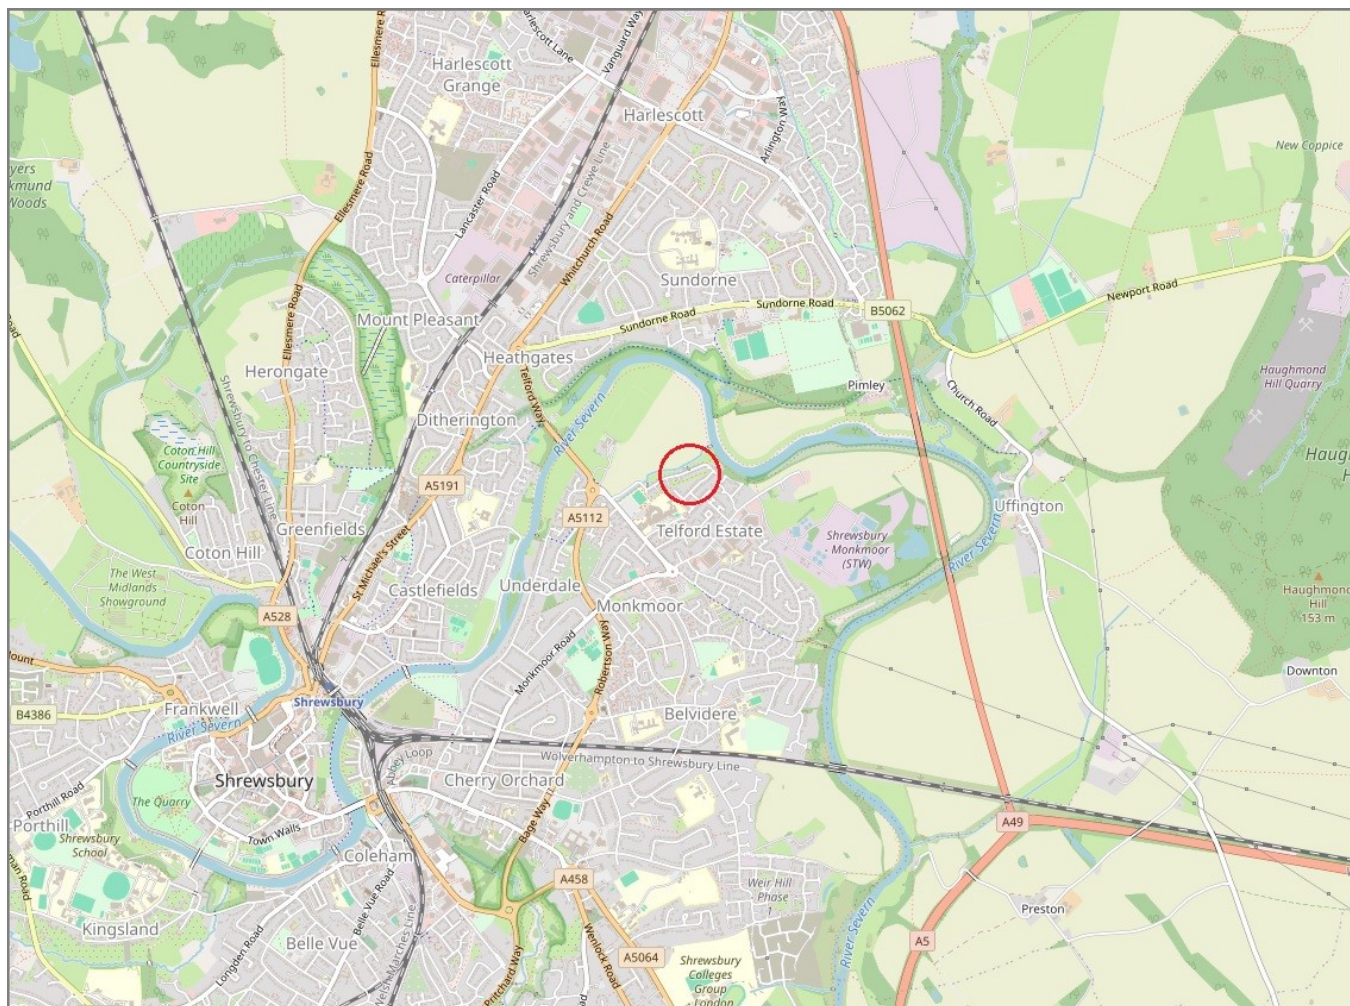 Ellesmere Road
Harlescott Lane
Vanguard Way
Harlescott
Grange
Harlescott
Arlington Way
New Coppice
Ellesmere Road
Lancaster Road
Shrewsbury and Crewe Line
Whitchurch Road
Caterpillar
Sundorne
Newport Road
Ellesmere Road
Mount Pleasant
Sundorne Road
Sundorne Road
B5062
Heathgates
Herongate
Telford Way
Pimley
Church Road
Haughmond
Hill Quarry
Shrewsbury to Chester Line
Ditherington
River Severn
Coton Hill
Countryside
Site
A5191
Coton
Hill
Uffington
A5112
Greenfields
Telford Estate
Shrewsbury
- Monkmoor
(STW)
St Michael's Street
Coton Hill
River Severn
The West
Midlands
Showground
Castlefields
Underdale
Monkmoor
Haughmond
Hill
153 m
A528
Monkmoor Road
Robertson Way
Downton
Shrewsbury
B4386
Frankwell
River Severn
Belvidere
Abbey Loop
Wolverhampton to Shrewsbury Line
Shrewsbury
Cherry Orchard
Porthill Road
The Quarry
Porthill
Town Walls
Bage Way
A49
Shrewsbury
School
Coleham
A458
Weir Hill
Phase
1
Belle Vue Road
Preston
Kingsland
Belle Vue
Longden Road
Welsh Marches Line
Pritchard Way
Wenlock Road
A5064
River Severn
A5
Shrewsbury
Colleges
Group
London